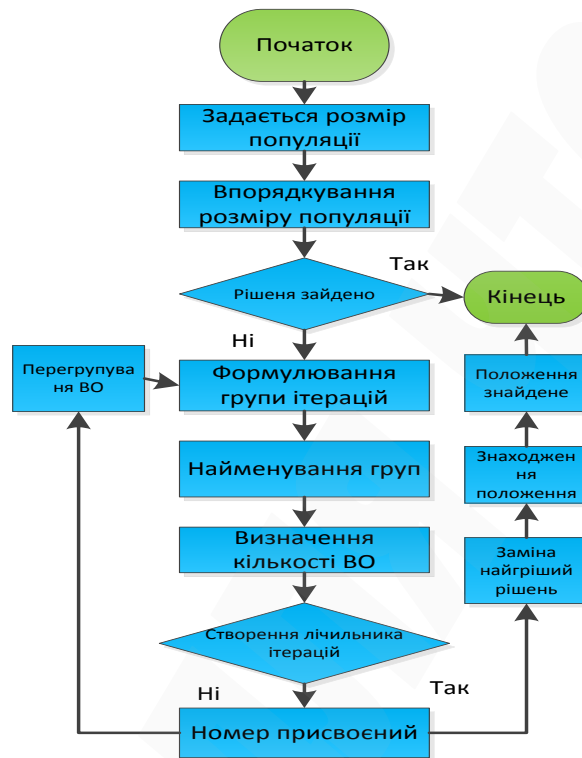 Початок
Задається розмір
популяції
Впорядкування
розміру популяції
Так
Рішеня зайдено
Кінець
Ні
Перегрупува
ня ВО
Формулювання
групи ітерацій
Положення
знайдене
Найменування груп
Знаходжен
ня положення
Визначення
кількості ВО
Заміна
найгріший
рішень
Створення лічильника
ітерацій
Ні
Так
Номер присвоєний